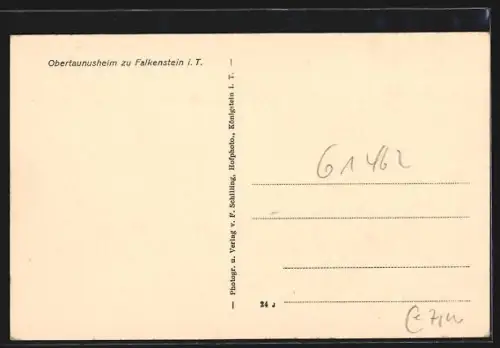 Obertaunusheim zu Falkenstein i. T.
— Photogr. u. Verlag v. F. Schilling, Hofphoto., Königstein i. T. —
61462
24 J